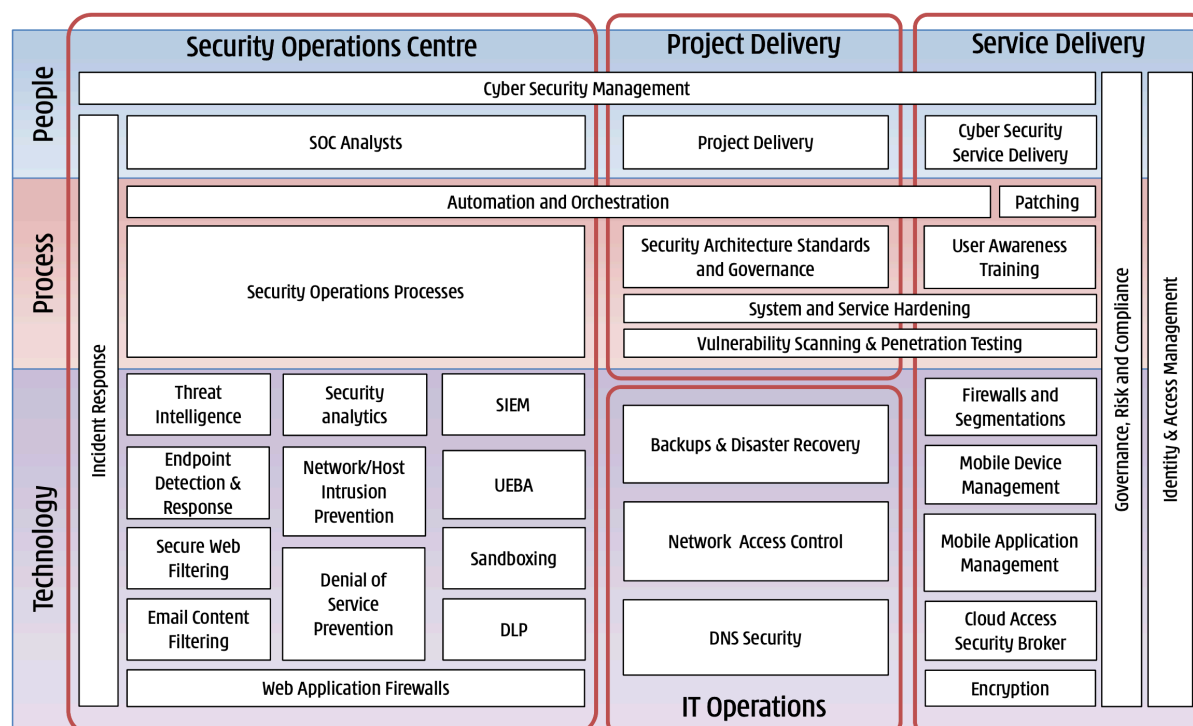 Security Operations Centre
Project Delivery
Service Delivery
People
Cyber Security Management
SOC Analysts
Project Delivery
Cyber Security
Service Delivery
Process
Automation and Orchestration
Patching
Security Operations Processes
Security Architecture Standards
and Governance
User Awareness
Training
System and Service Hardening
Vulnerability Scanning & Penetration Testing
Incident Response
Governance, Risk and Compliance
Identity & Access Management
Technology
Threat
Intelligence
Security
analytics
SIEM
Endpoint
Detection &
Response
Network/Host
Intrusion
Prevention
UEBA
Secure Web
Filtering
Denial of
Service
Prevention
Sandboxing
Email Content
Filtering
DLP
Web Application Firewalls
Backups & Disaster Recovery
Network Access Control
DNS Security
IT Operations
Firewalls and
Segmentations
Mobile Device
Management
Mobile Application
Management
Cloud Access
Security Broker
Encryption